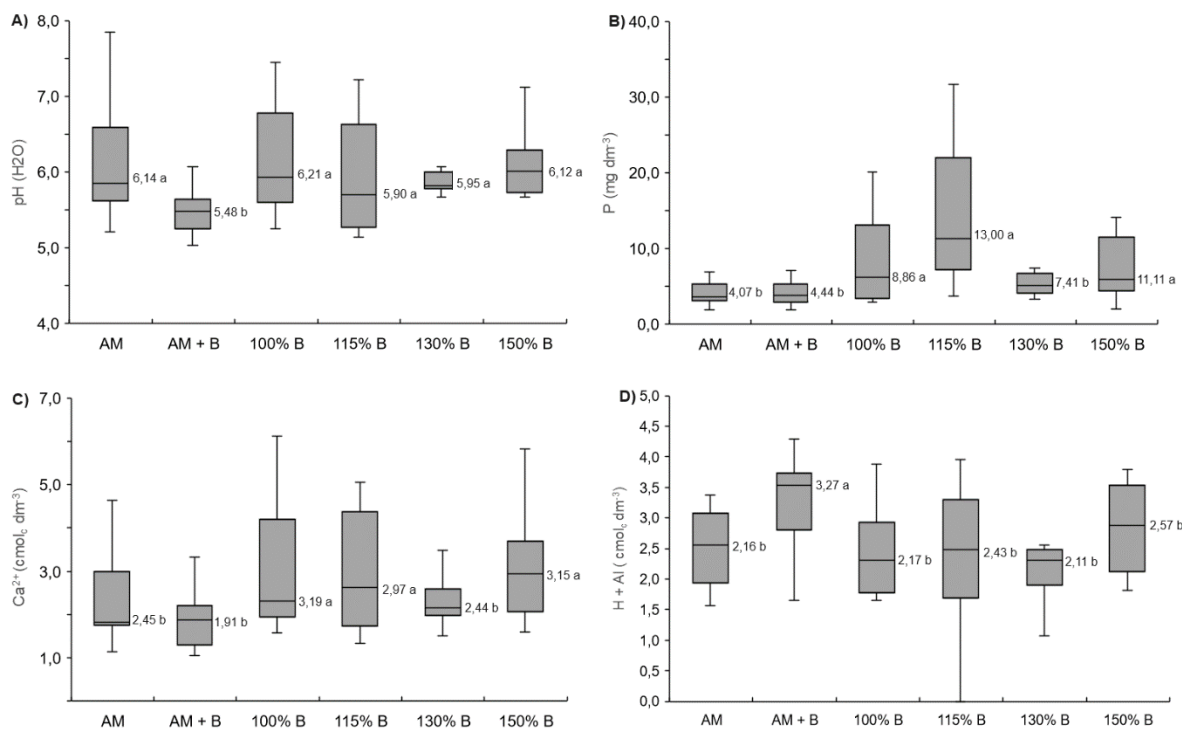 A)
pH (H2O)
8,0
7,0
6,0
5,0
4,0
6,14 a
5,48 b
6,21 a
5,90 a
5,95 a
6,12 a
AM
AM + B
100% B
115% B
130% B
150% B
B)
P (mg dm⁻³)
40,0
30,0
20,0
10,0
0,0
4,07 b
4,44 b
8,86 a
13,00 a
7,41 b
11,11 a
AM
AM + B
100% B
115% B
130% B
150% B
C)
Ca²⁺ (cmolc dm⁻³)
7,0
5,0
3,0
1,0
2,45 b
1,91 b
3,19 a
2,97 a
2,44 b
3,15 a
AM
AM + B
100% B
115% B
130% B
150% B
D)
H + Al ( cmolc dm⁻³)
5,0
4,5
4,0
3,5
3,0
2,5
2,0
1,5
1,0
0,5
0,0
2,16 b
3,27 a
2,17 b
2,43 b
2,11 b
2,57 b
AM
AM + B
100% B
115% B
130% B
150% B